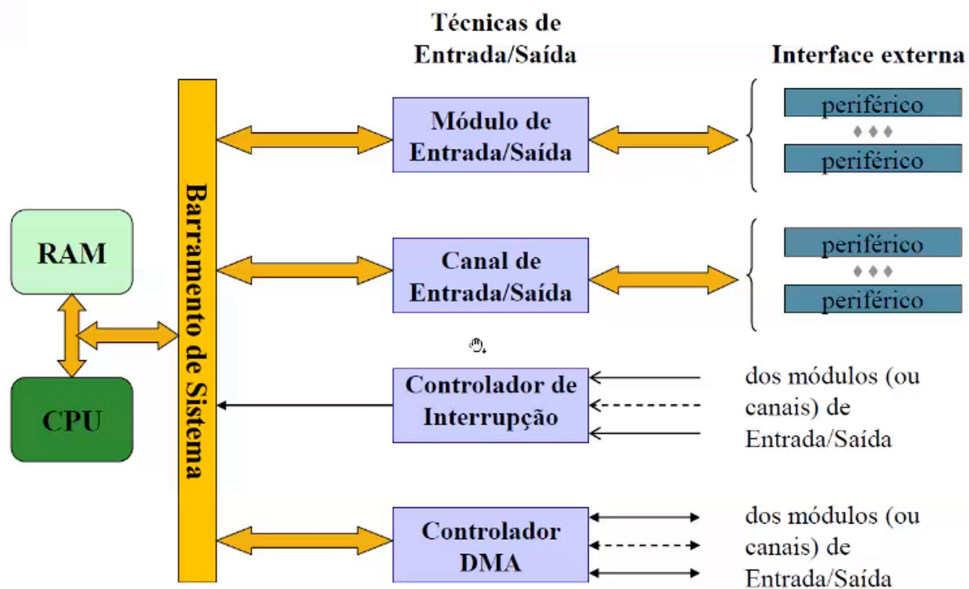 Técnicas de
Entrada/Saída
Interface externa
Módulo de
Entrada/Saída
periférico
periférico
Barramento de Sistema
RAM
CPU
Canal de
Entrada/Saída
periférico
periférico
Controlador de
Interrupção
dos módulos (ou
canais) de
Entrada/Saída
Controlador
DMA
dos módulos (ou
canais) de
Entrada/Saída